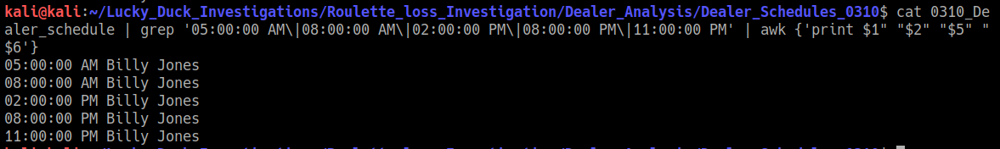 kali@kali:~/Lucky_Duck_Investigations/Roulette_loss_Investigation/Dealer_Analysis/Dealer_Schedules_0310$ cat 0310_De
aler_schedule | grep '05:00:00 AM\|08:00:00 AM\|02:00:00 PM\|08:00:00 PM\|11:00:00 PM' | awk {'print $1" "$2" "$5" "
$6'}
05:00:00 AM Billy Jones
08:00:00 AM Billy Jones
02:00:00 PM Billy Jones
08:00:00 PM Billy Jones
11:00:00 PM Billy Jones